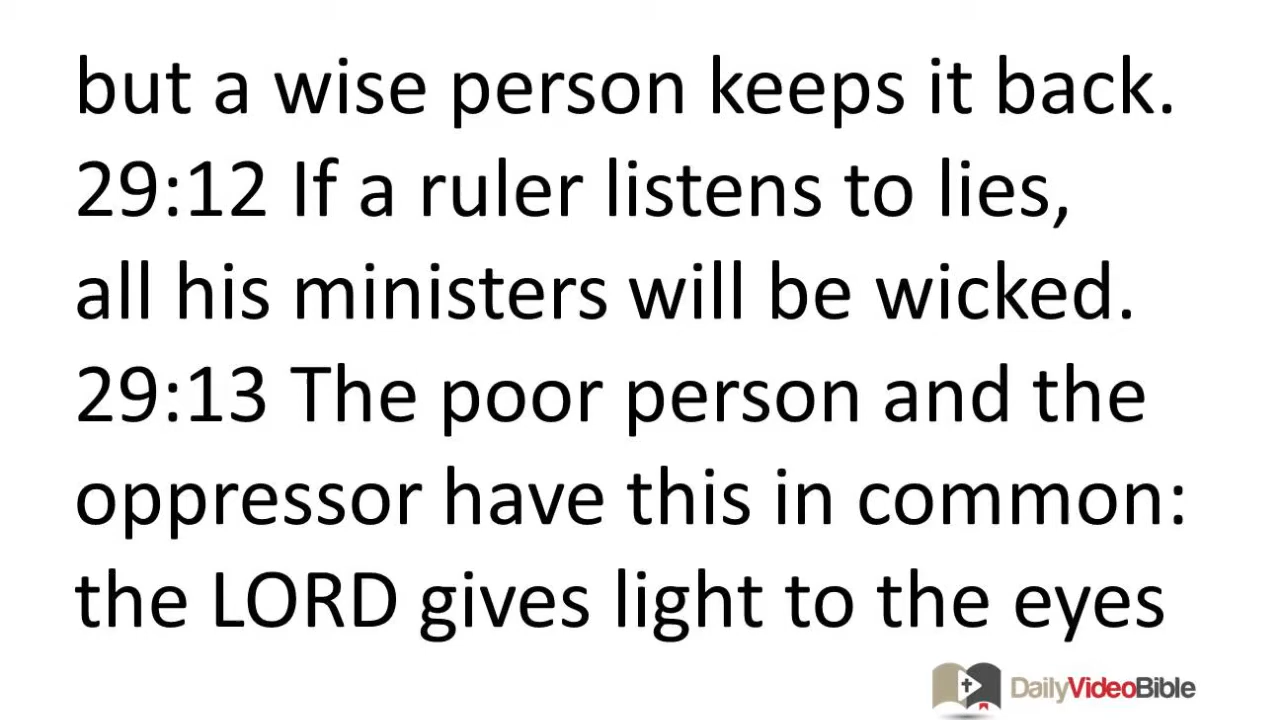 but a wise person keeps it back.
29:12 If a ruler listens to lies,
all his ministers will be wicked.
29:13 The poor person and the
oppressor have this in common:
the LORD gives light to the eyes
DailyVideoBible